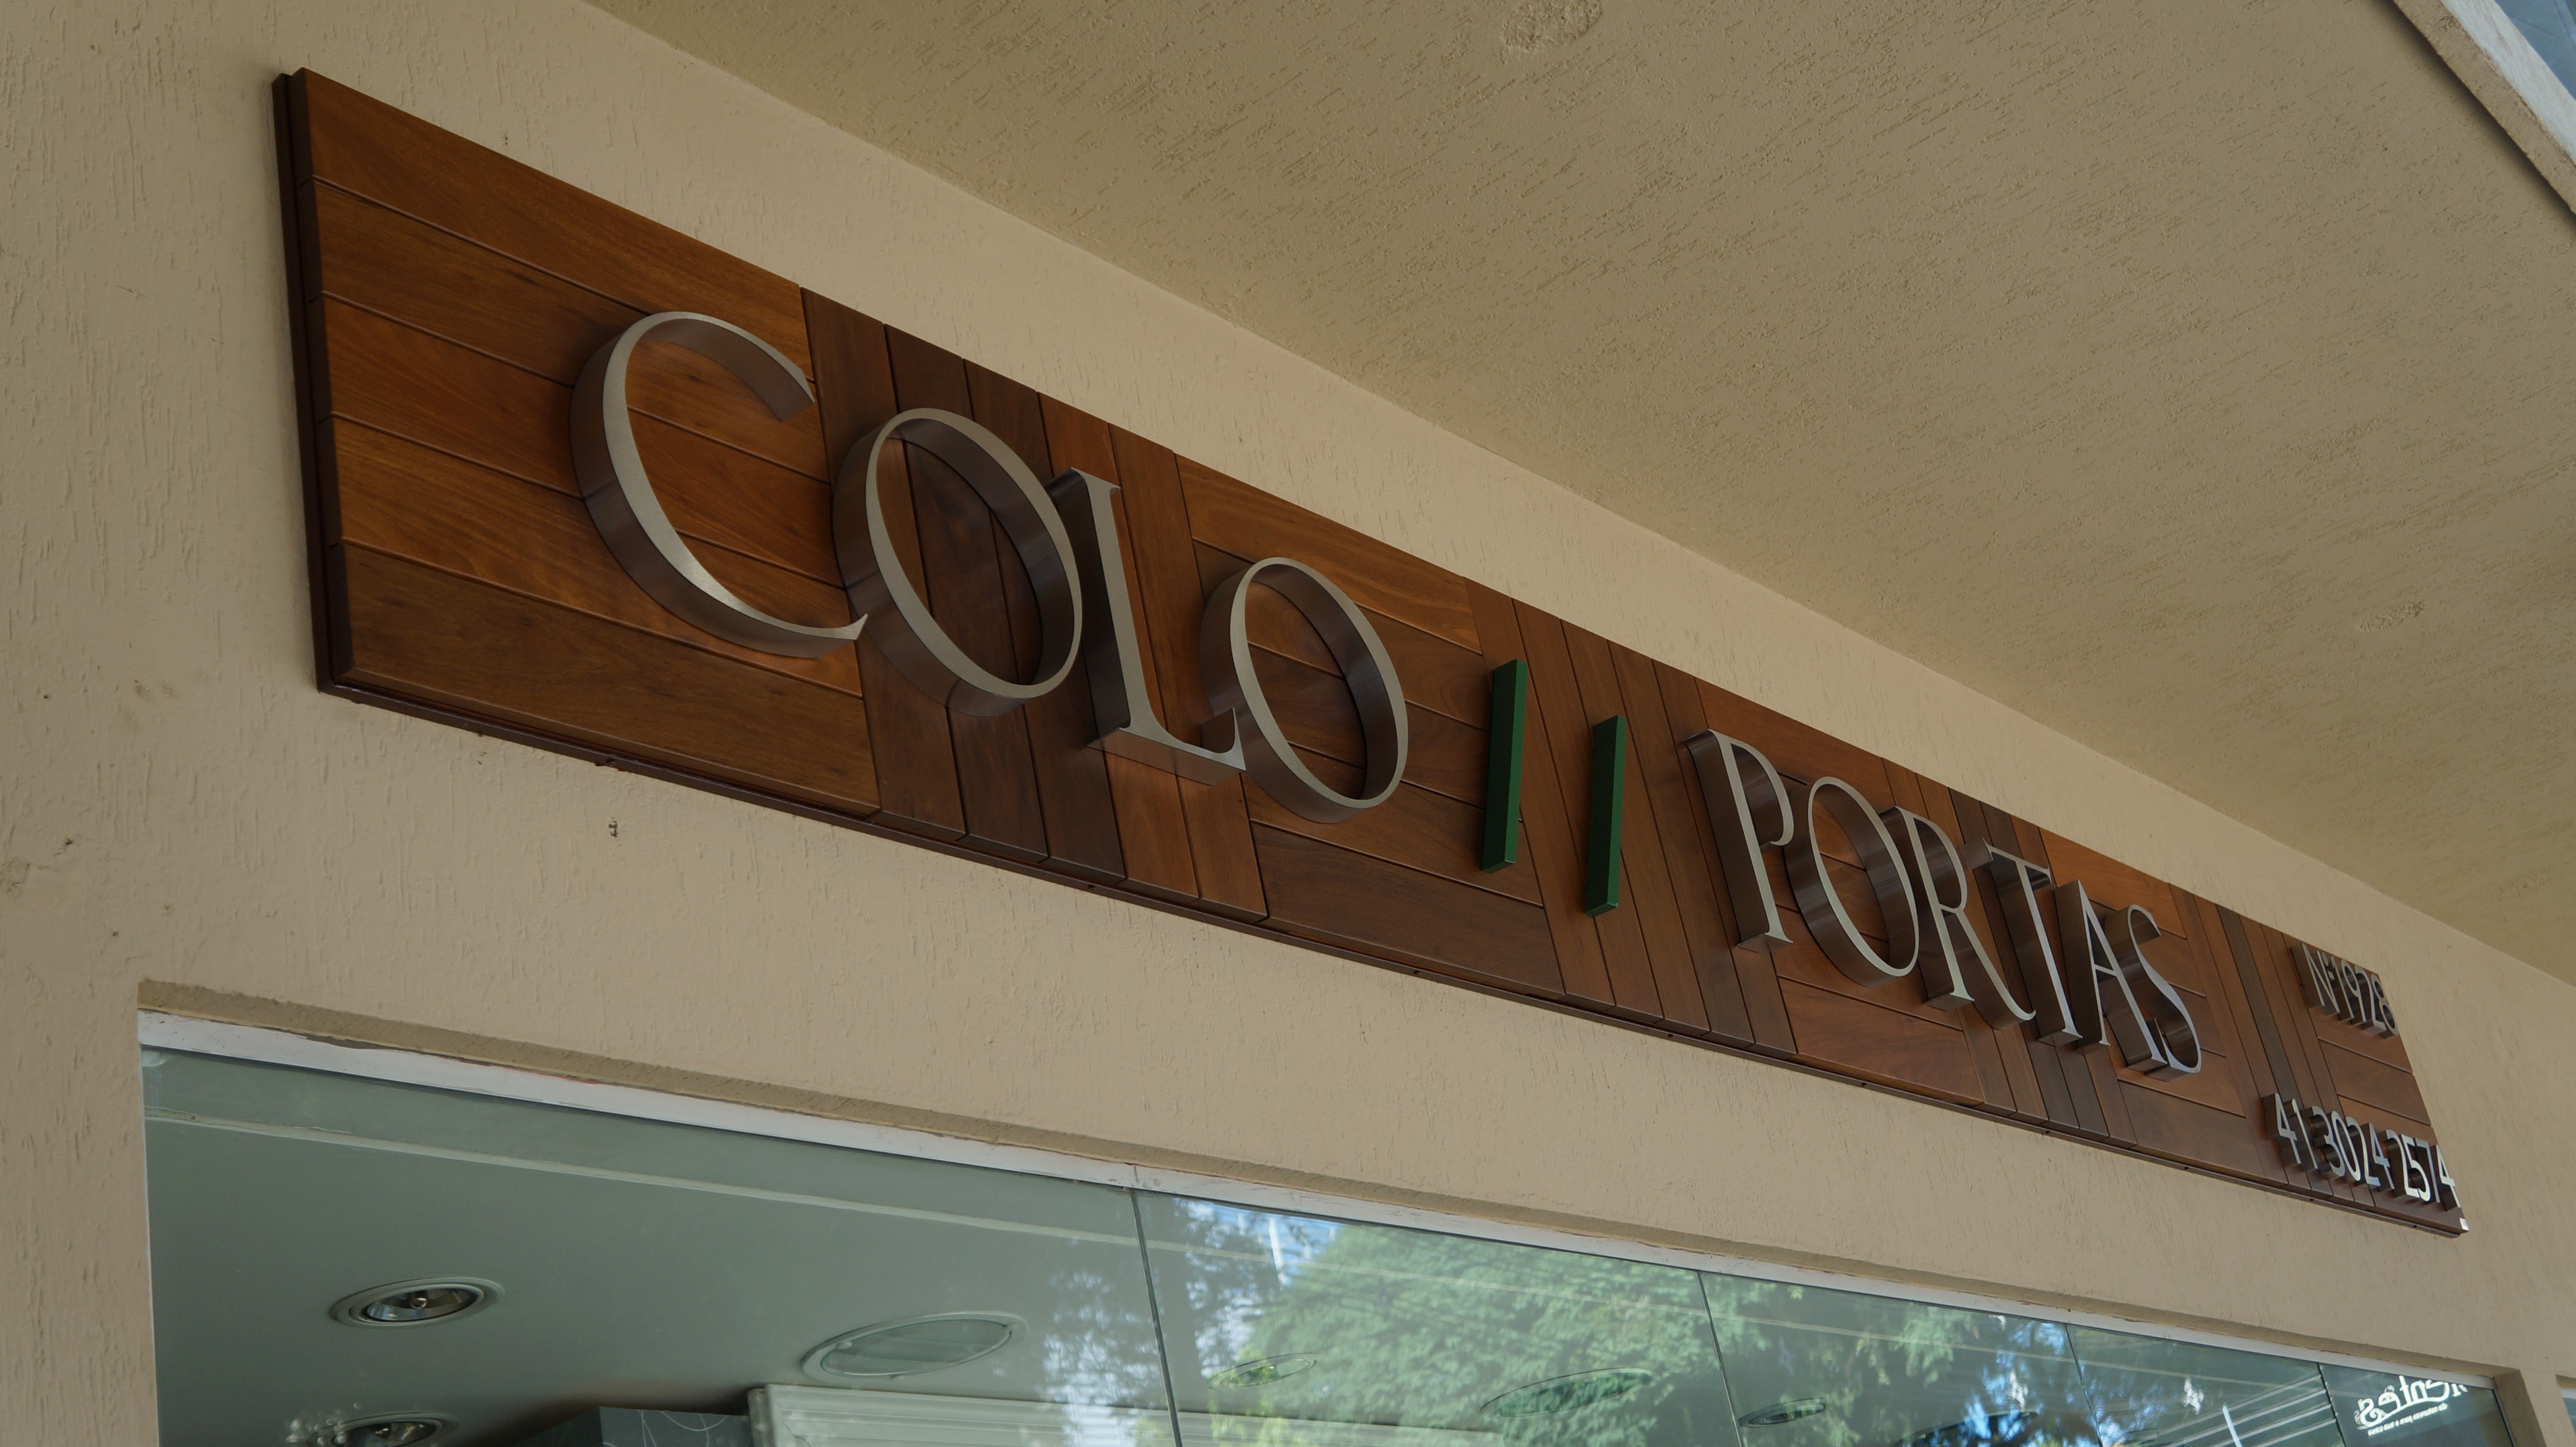 COLO || PORTAS
Nº1928
41 3024 2574